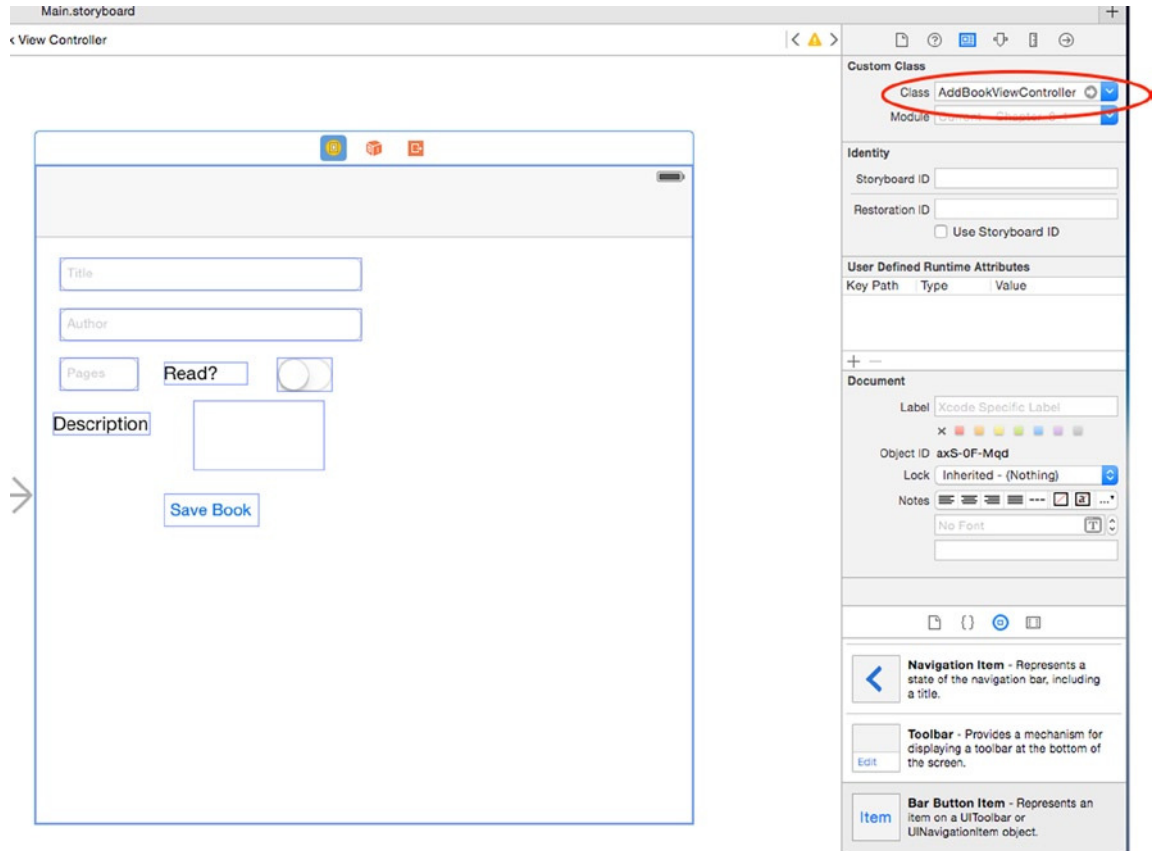 Main.storyboard
View Controller
Custom Class
Class AddBookViewController
Module Current - Chapter_8
Identity
Storyboard ID
Restoration ID
Use Storyboard ID
User Defined Runtime Attributes
Key Path Type Value
Document
Label Xcode Specific Label
Object ID axS-0F-Mqd
Lock Inherited - (Nothing)
Notes
No Font
Title
Author
Pages Read?
Description
Save Book
Navigation Item - Represents a
state of the navigation bar, including
a title.
Toolbar - Provides a mechanism for
displaying a toolbar at the bottom of
the screen.
Edit
Bar Button Item - Represents an
item on a UIToolbar or
UINavigationItem object.
Item